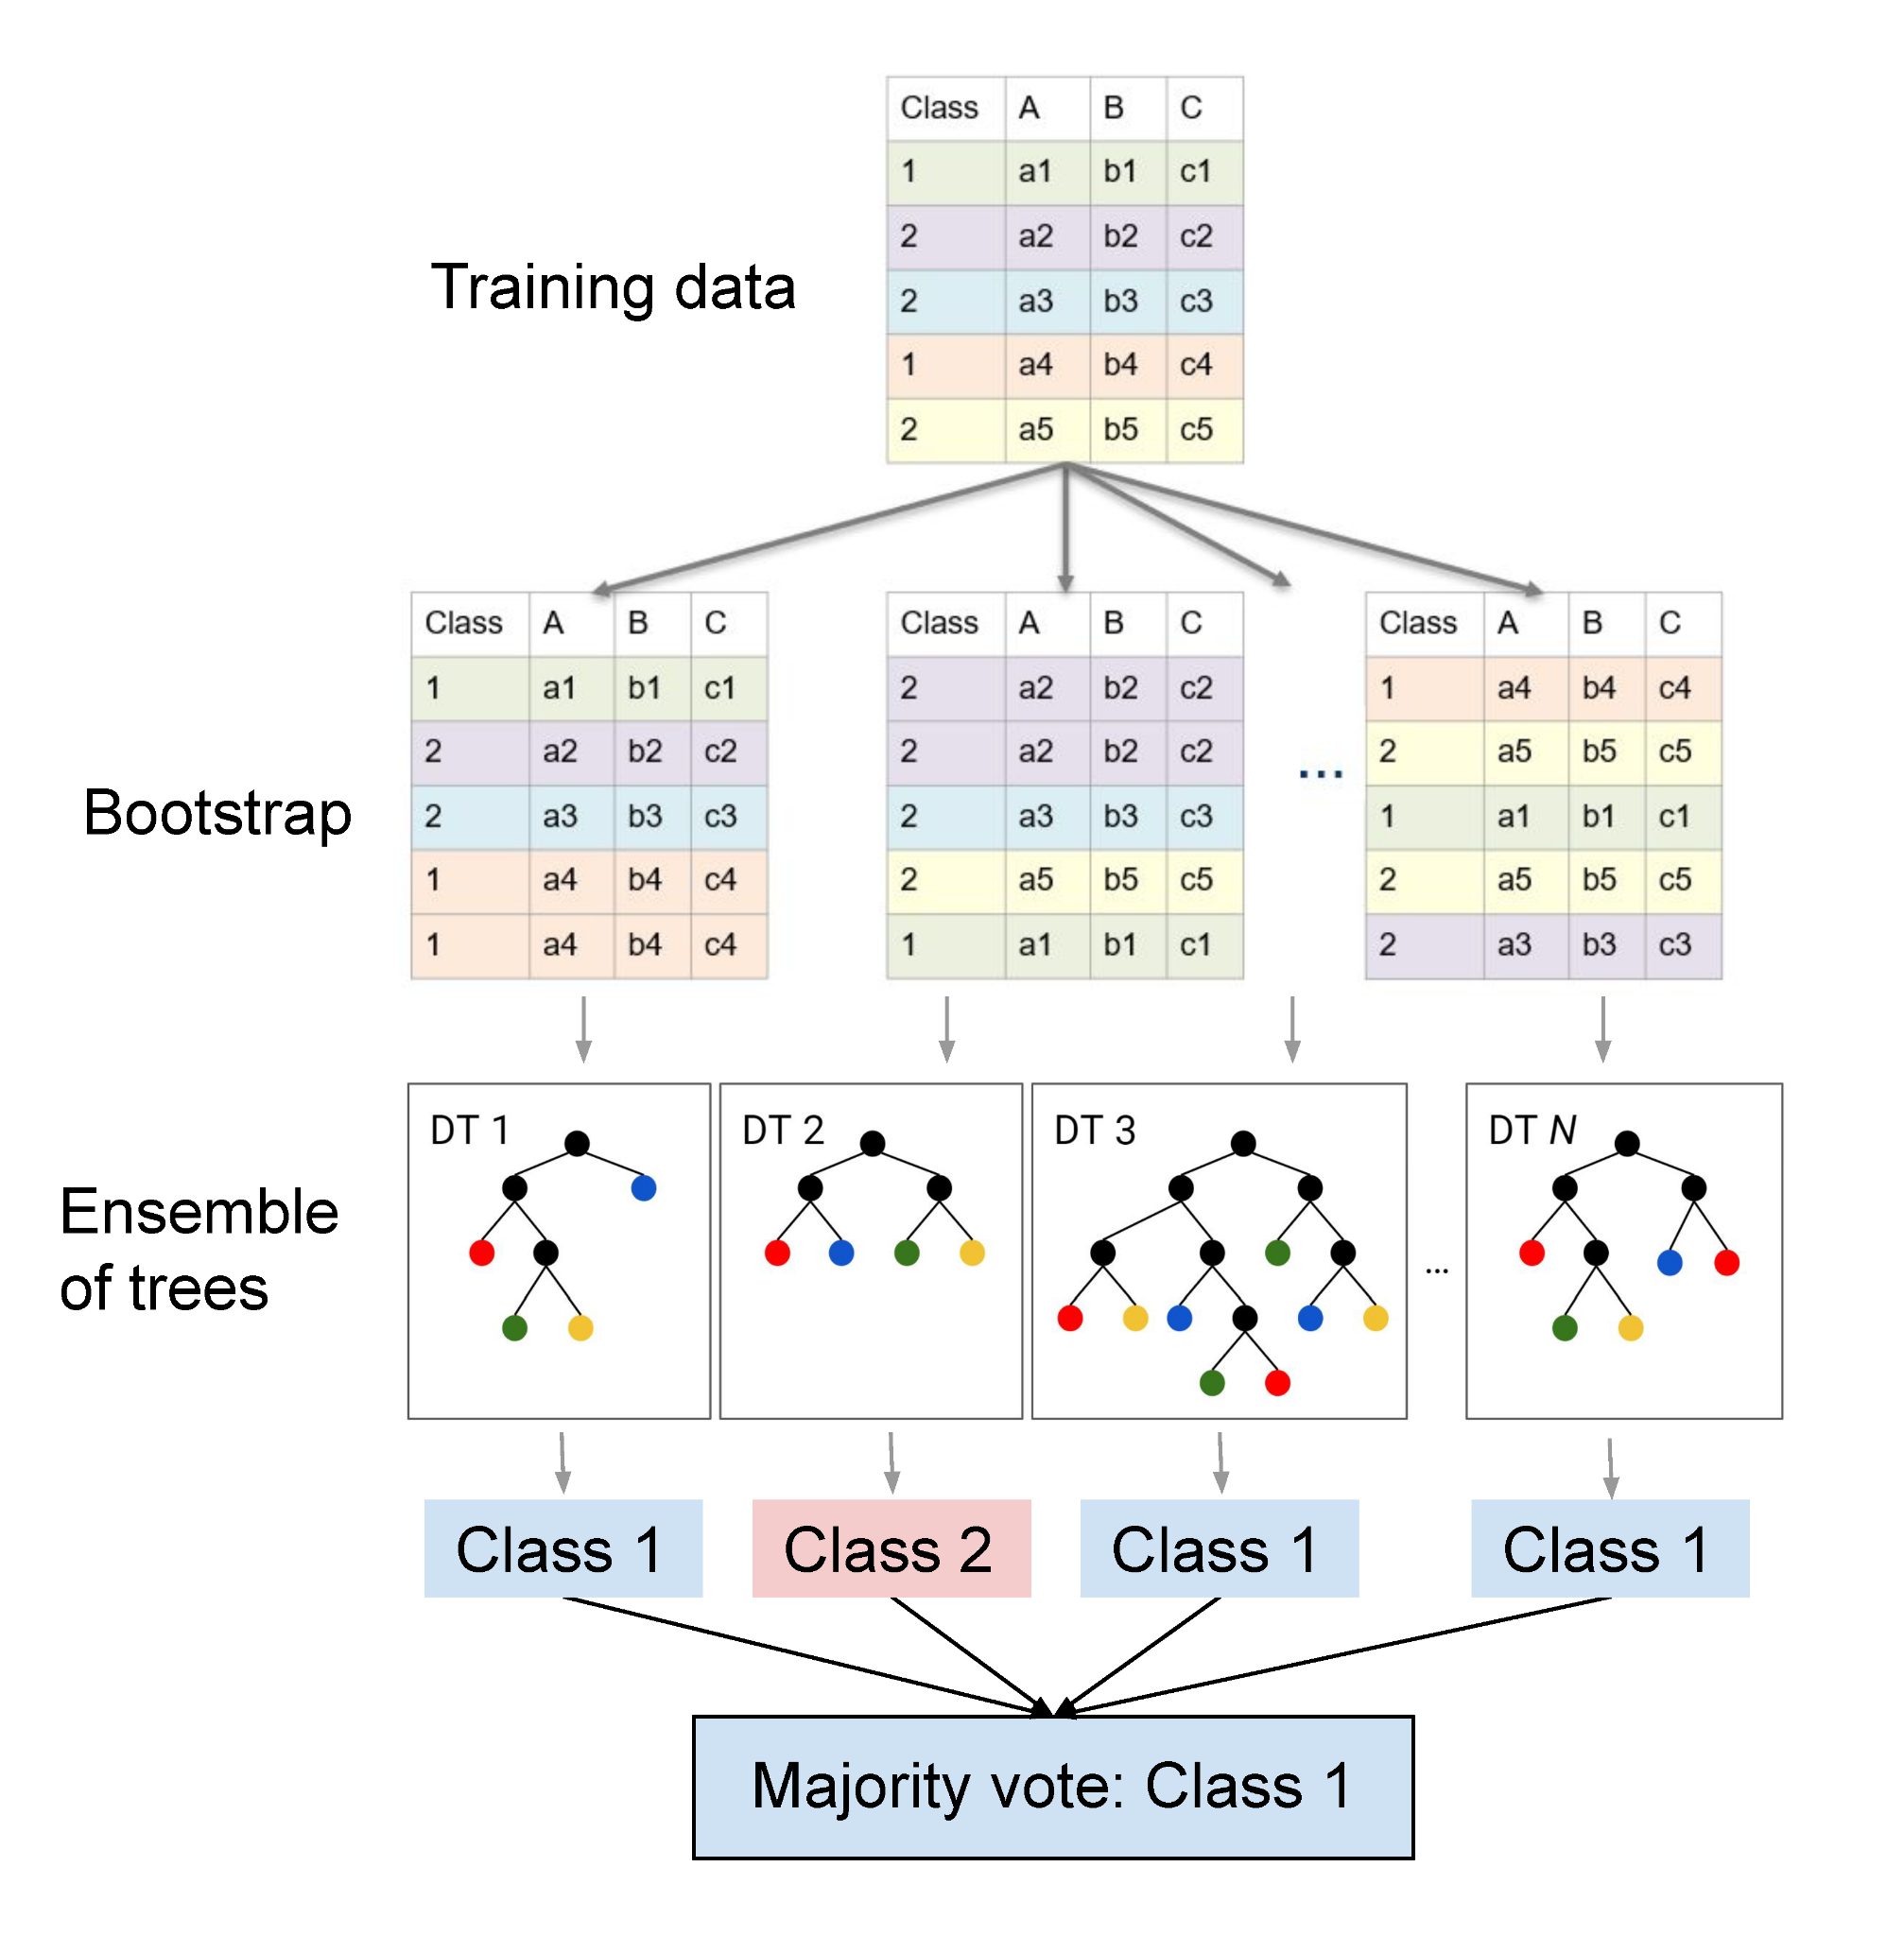 Class A B C
1 a1 b1 c1
2 a2 b2 c2
Training data
2 a3 b3 c3
1 a4 b4 c4
2 a5 b5 c5
Class A B C
1 a1 b1 c1
2 a2 b2 c2
2 a3 b3 c3
1 a4 b4 c4
1 a4 b4 c4
Class A B C
2 a2 b2 c2
2 a2 b2 c2
2 a3 b3 c3
2 a5 b5 c5
1 a1 b1 c1
...
Class A B C
1 a4 b4 c4
2 a5 b5 c5
1 a1 b1 c1
2 a5 b5 c5
2 a3 b3 c3
Bootstrap
DT 1
DT 2
DT 3
...
DT N
Ensemble
of trees
Class 1
Class 2
Class 1
Class 1
Majority vote: Class 1